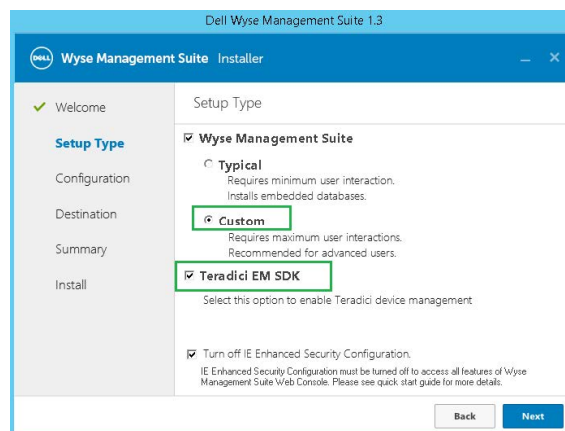 Dell Wyse Management Suite 1.3
DELL Wyse Management Suite Installer
Welcome
Setup Type
Configuration
Destination
Summary
Install
Setup Type
Wyse Management Suite
Typical
Requires minimum user interaction.
Installs embedded databases.
Custom
Requires maximum user interactions.
Recommended for advanced users.
Teradici EM SDK
Select this option to enable Teradici device management
Turn off IE Enhanced Security Configuration.
IE Enhanced Security Configuration must be turned off to access all features of Wyse
Management Suite Web Console. Please see quick start guide for more details.
Back
Next